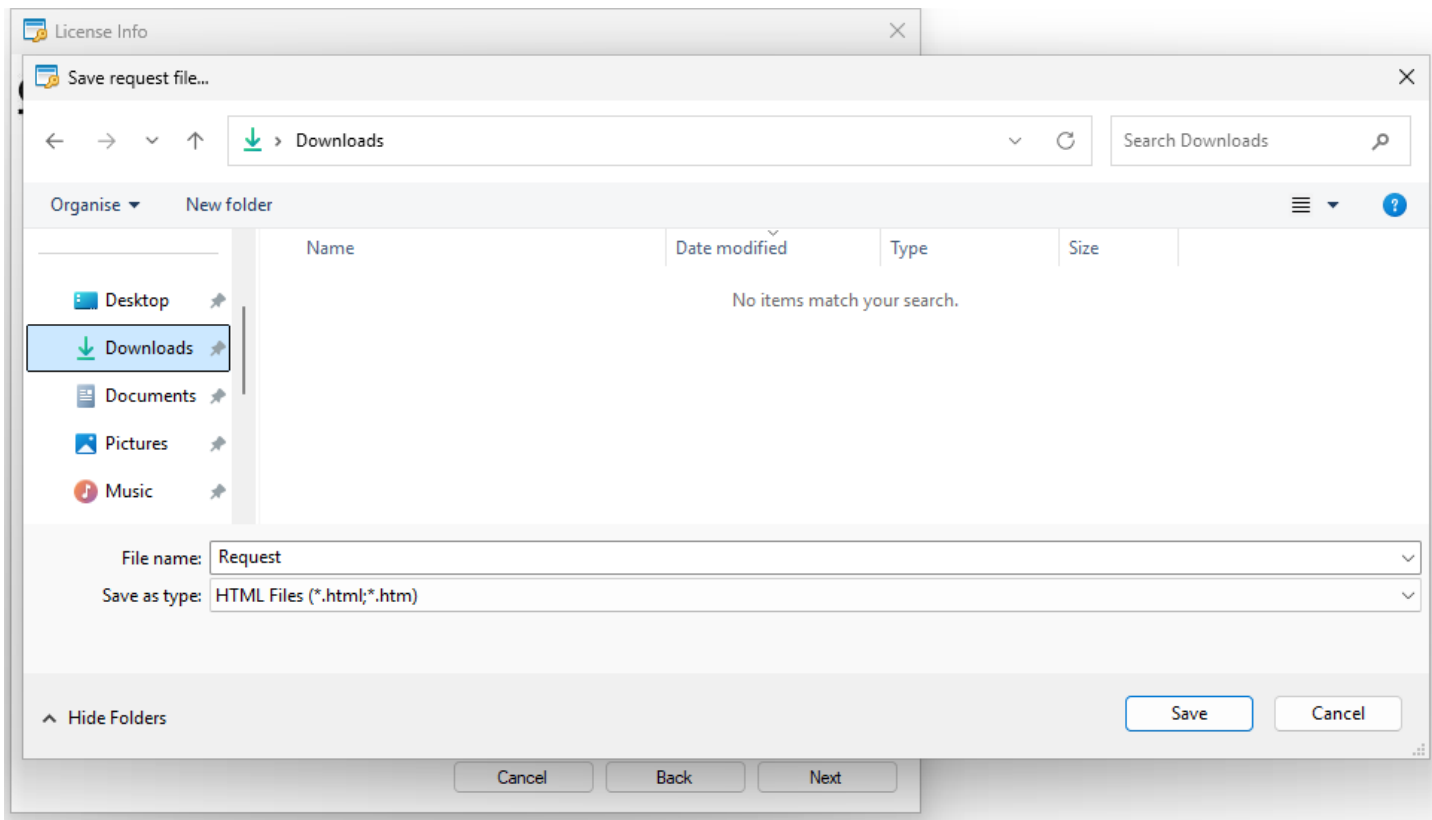 License Info
Save request file...
Downloads
Search Downloads
Organise
New folder
Name
Date modified
Type
Size
Desktop
No items match your search.
Downloads
Documents
Pictures
Music
File name: Request
Save as type: HTML Files (*.html;*.htm)
Hide Folders
Save
Cancel
Cancel
Back
Next